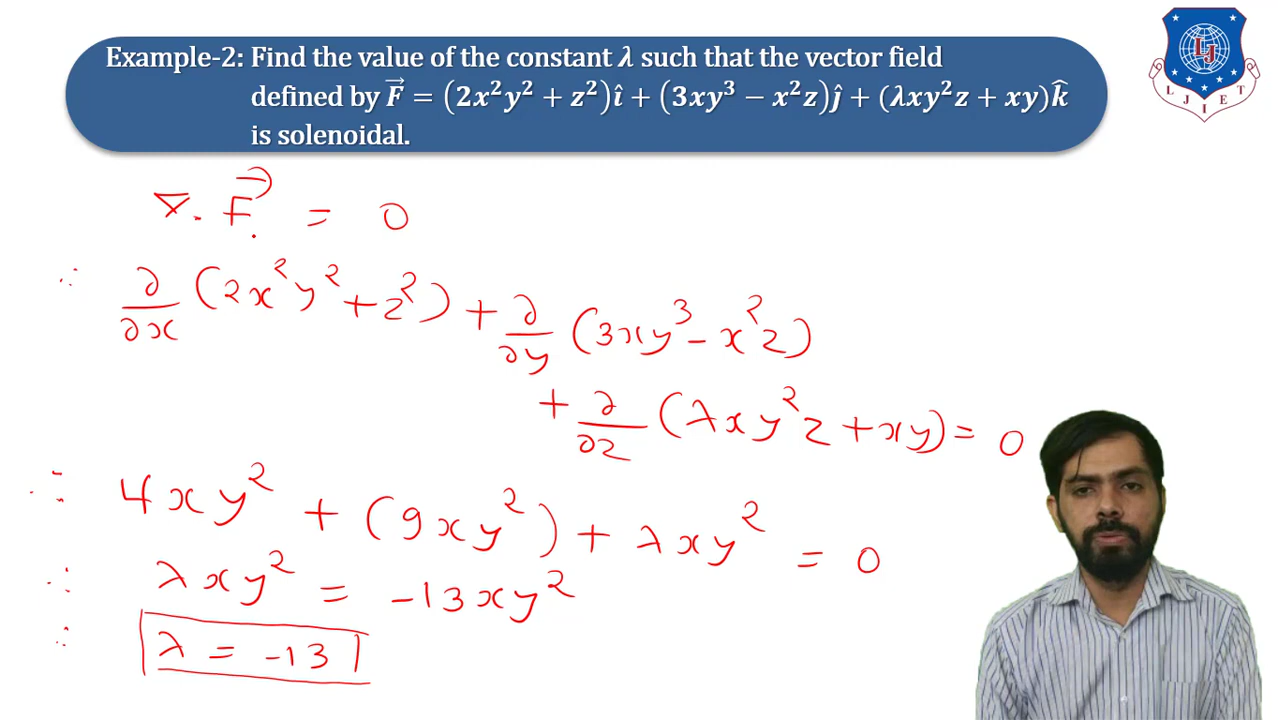 Example-2: Find the value of the constant λ such that the vector field
defined by F⃗ = (2x²y² + z²)î + (3xy³ − x²z)ĵ + (λxy²z + xy)k̂
is solenoidal.
LJIET
∇. F⃗ = 0
∵ ∂/∂x (2x²y² + z²) + ∂/∂y (3xy³ − x²z)
+ ∂/∂z (λxy²z + xy) = 0
∴ 4xy² + (9xy²) + λxy² = 0
∴ λxy² = −13xy²
∴ λ = −13